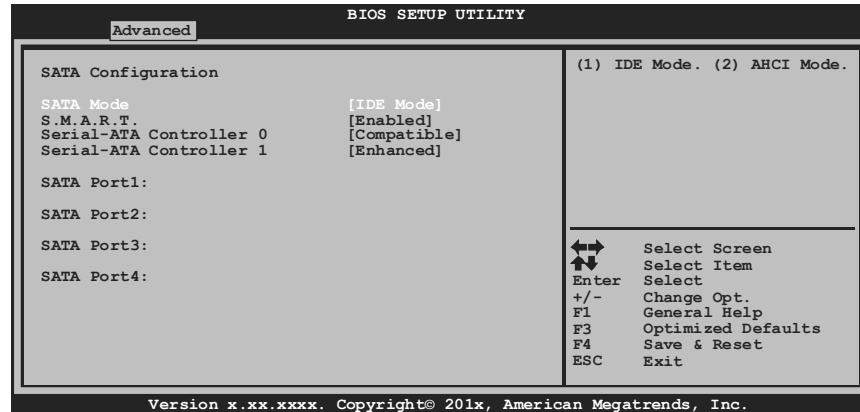 BIOS SETUP UTILITY
Advanced
SATA Configuration
SATA Mode [IDE Mode]
S.M.A.R.T. [Enabled]
Serial-ATA Controller 0 [Compatible]
Serial-ATA Controller 1 [Enhanced]
SATA Port1:
SATA Port2:
SATA Port3:
SATA Port4:
(1) IDE Mode. (2) AHCI Mode.
Select Screen
Select Item
Enter Select
+/- Change Opt.
F1 General Help
F3 Optimized Defaults
F4 Save & Reset
ESC Exit
Version x.xx.xxxx. Copyright© 201x, American Megatrends, Inc.